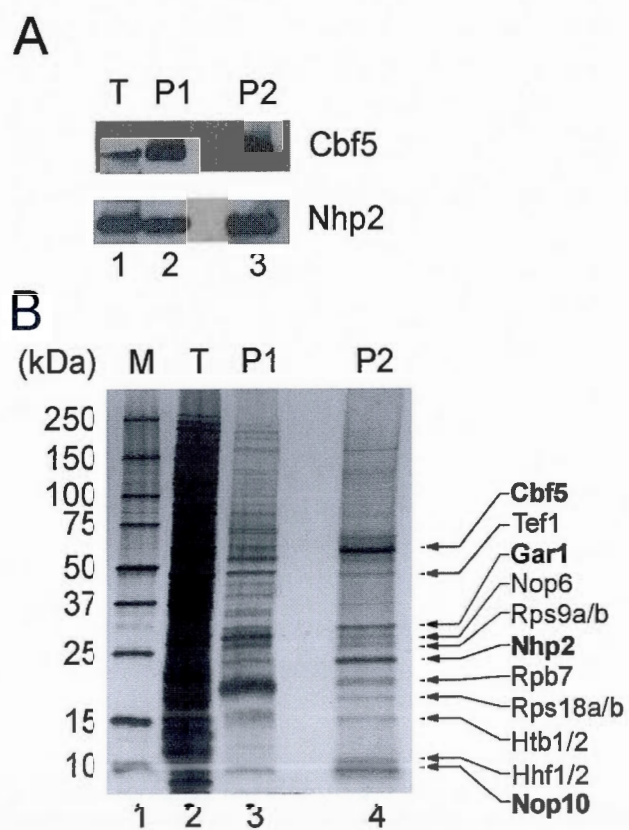 A
T P1 P2
Cbf5
Nhp2
1 2 3
B
(kDa) M T P1 P2
250
150
100
75
50
37
25
15
10
Cbf5
Tef1
Gar1
Nop6
Rps9a/b
Nhp2
Rpb7
Rps18a/b
Htb1/2
Hhf1/2
Nop10
1 2 3 4